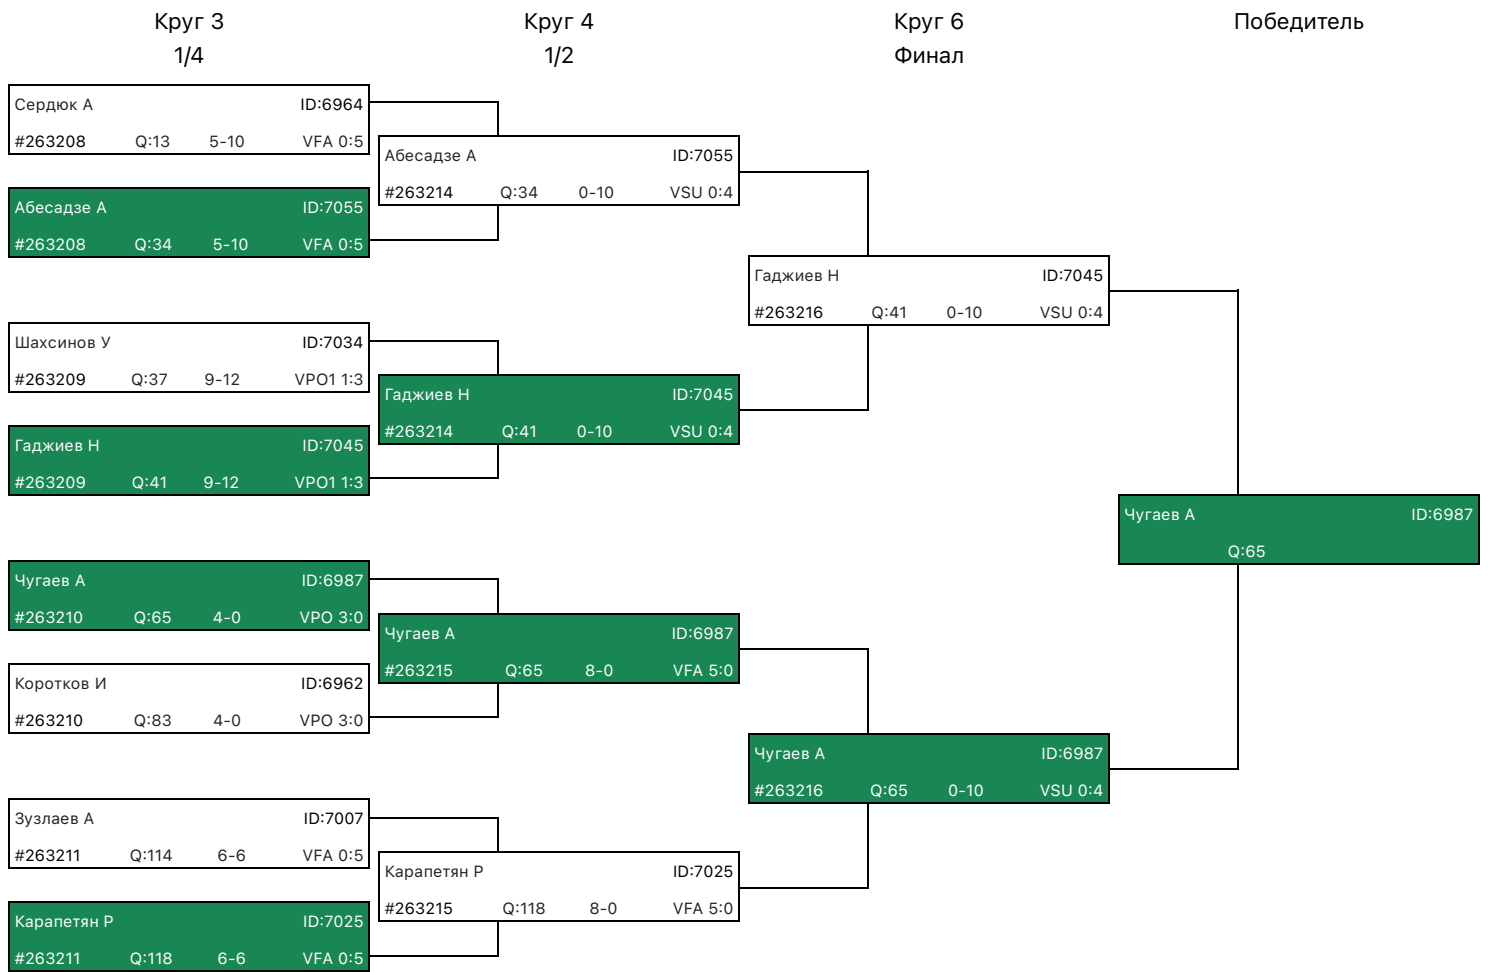 Круг 3
1/4
Круг 4
1/2
Круг 6
Финал
Победитель
Сердюк А ID:6964
#263208 Q:13 5-10 VFA 0:5
Абесадзе А ID:7055
#263208 Q:34 5-10 VFA 0:5
Шахсинов У ID:7034
#263209 Q:37 9-12 VPO1 1:3
Гаджиев Н ID:7045
#263209 Q:41 9-12 VPO1 1:3
Чугаев А ID:6987
#263210 Q:65 4-0 VPO 3:0
Коротков И ID:6962
#263210 Q:83 4-0 VPO 3:0
Зузлаев А ID:7007
#263211 Q:114 6-6 VFA 0:5
Карапетян Р ID:7025
#263211 Q:118 6-6 VFA 0:5
Абесадзе А ID:7055
#263214 Q:34 0-10 VSU 0:4
Гаджиев Н ID:7045
#263214 Q:41 0-10 VSU 0:4
Чугаев А ID:6987
#263215 Q:65 8-0 VFA 5:0
Карапетян Р ID:7025
#263215 Q:118 8-0 VFA 5:0
Гаджиев Н ID:7045
#263216 Q:41 0-10 VSU 0:4
Чугаев А ID:6987
#263216 Q:65 0-10 VSU 0:4
Чугаев А ID:6987
Q:65